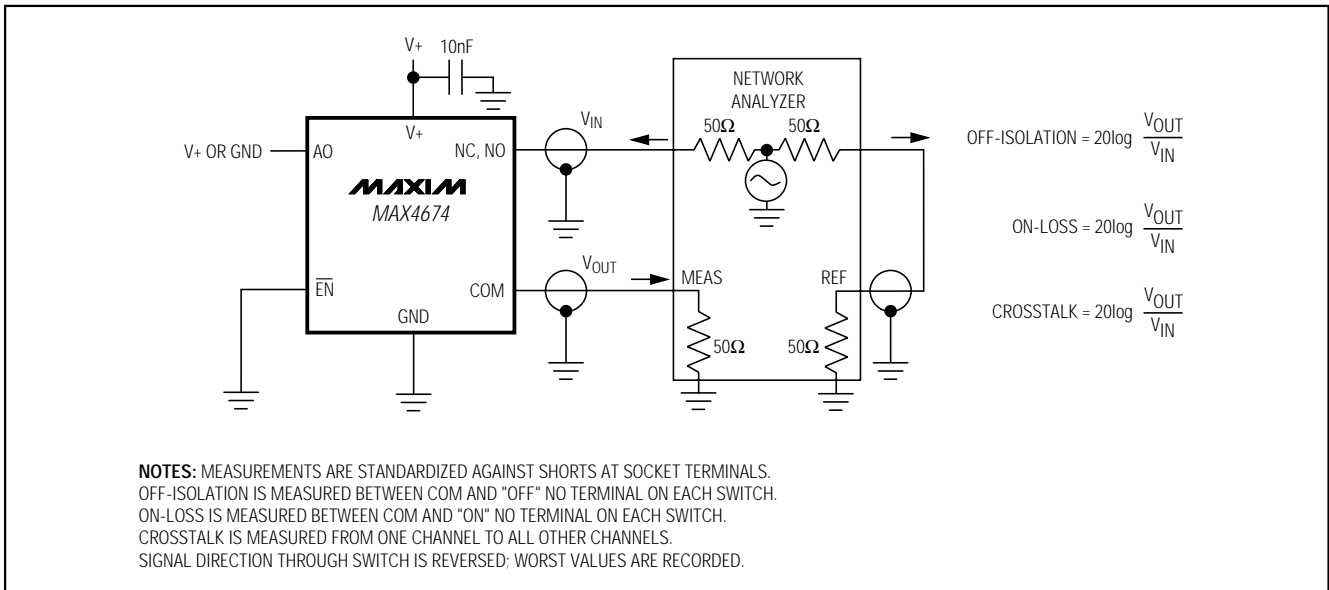 V+ 10nF
V+
V+ OR GND
AO
NC, NO
MAXIM
MAX4674
EN
COM
GND
VIN
VOUT
NETWORK
ANALYZER
50Ω 50Ω
MEAS REF
50Ω 50Ω
OFF-ISOLATION = 20log VOUT
VIN
ON-LOSS = 20log VOUT
VIN
CROSSTALK = 20log VOUT
VIN
NOTES: MEASUREMENTS ARE STANDARDIZED AGAINST SHORTS AT SOCKET TERMINALS.
OFF-ISOLATION IS MEASURED BETWEEN COM AND "OFF" NO TERMINAL ON EACH SWITCH.
ON-LOSS IS MEASURED BETWEEN COM AND "ON" NO TERMINAL ON EACH SWITCH.
CROSSTALK IS MEASURED FROM ONE CHANNEL TO ALL OTHER CHANNELS.
SIGNAL DIRECTION THROUGH SWITCH IS REVERSED; WORST VALUES ARE RECORDED.